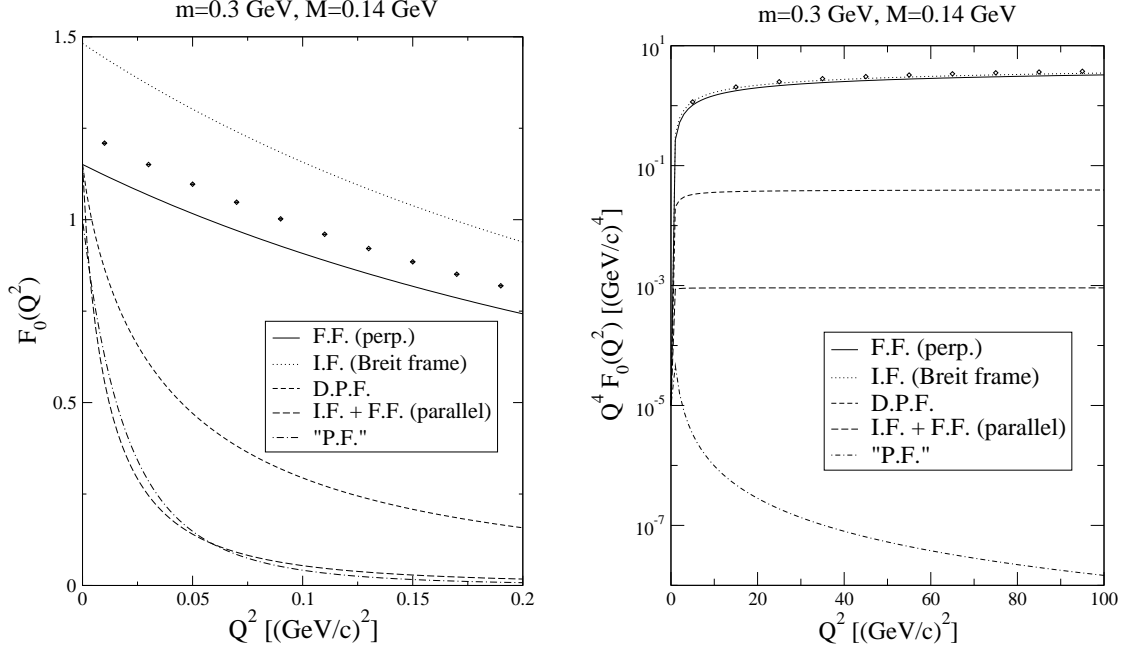 m=0.3 GeV, M=0.14 GeV
1.5
1
0.5
0
F₀(Q²)
F.F. (perp.)
I.F. (Breit frame)
D.P.F.
I.F. + F.F. (parallel)
"P.F."
0 0.05 0.1 0.15 0.2
Q² [(GeV/c)²]
m=0.3 GeV, M=0.14 GeV
10¹
10⁻¹
10⁻³
10⁻⁵
10⁻⁷
Q⁴ F₀(Q²) [(GeV/c)⁴]
F.F. (perp.)
I.F. (Breit frame)
D.P.F.
I.F. + F.F. (parallel)
"P.F."
0 20 40 60 80 100
Q² [(GeV/c)²]